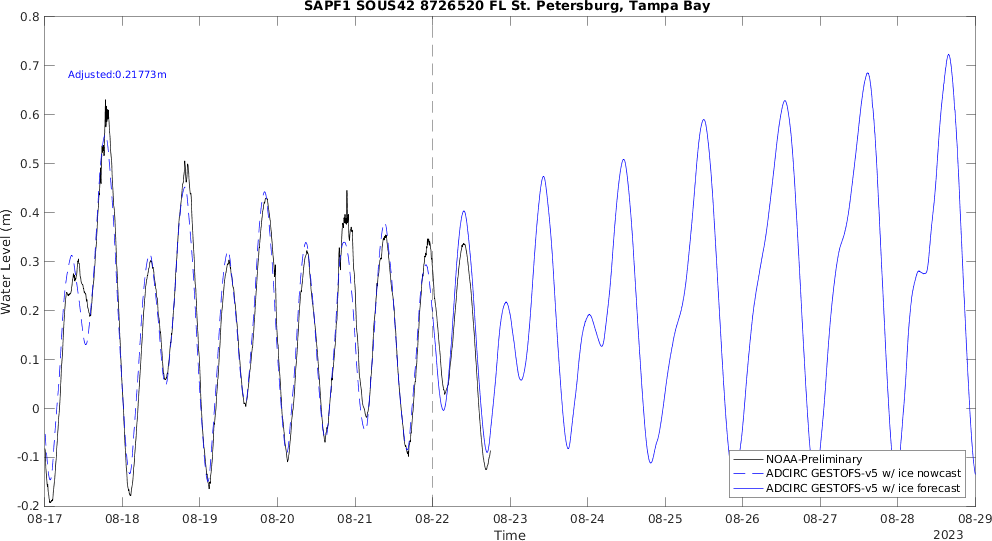 SAPF1 SOUS42 8726520 FL St. Petersburg, Tampa Bay
Adjusted:0.21773m
Water Level (m)
0.8
0.7
0.6
0.5
0.4
0.3
0.2
0.1
0
-0.1
-0.2
NOAA-Preliminary
ADCIRC GESTOFS-v5 w/ ice nowcast
ADCIRC GESTOFS-v5 w/ ice forecast
08-17 08-18 08-19 08-20 08-21 08-22 08-23 08-24 08-25 08-26 08-27 08-28 08-29
Time
2023